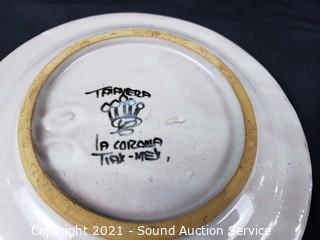 TALAVERA
LA CORONA
TLAX-MEX,
Copyright 2021 - Sound Auction Service